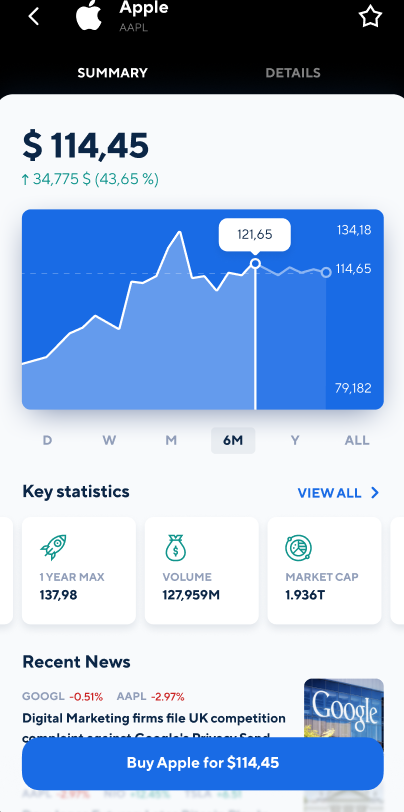 Apple
AAPL
SUMMARY
DETAILS
$ 114,45
↑ 34,775 $ (43,65 %)
121,65
134,18
114,65
79,182
D
W
M
6M
Y
ALL
Key statistics
VIEW ALL
1 YEAR MAX
137,98
VOLUME
127,959M
MARKET CAP
1.936T
Recent News
GOOGL -0.51% AAPL -2.97%
Digital Marketing firms file UK competition
complaint against Google's Privacy Sand
Google
Buy Apple for $114,45
AAPL -2.97%